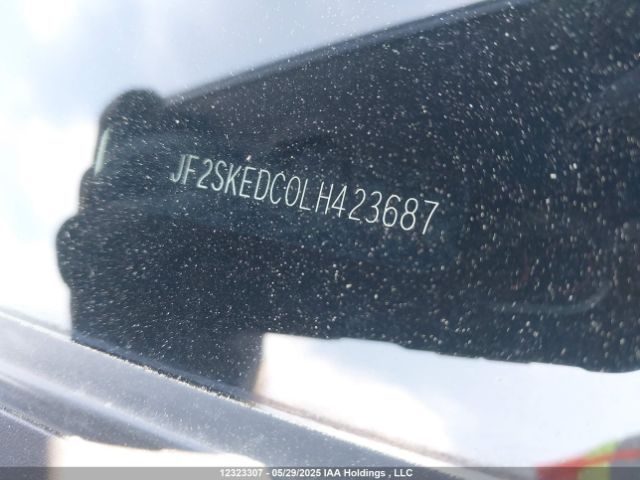 JF2SKEDC0LH423687
12323307 - 05/29/2025 IAA Holdings , LLC